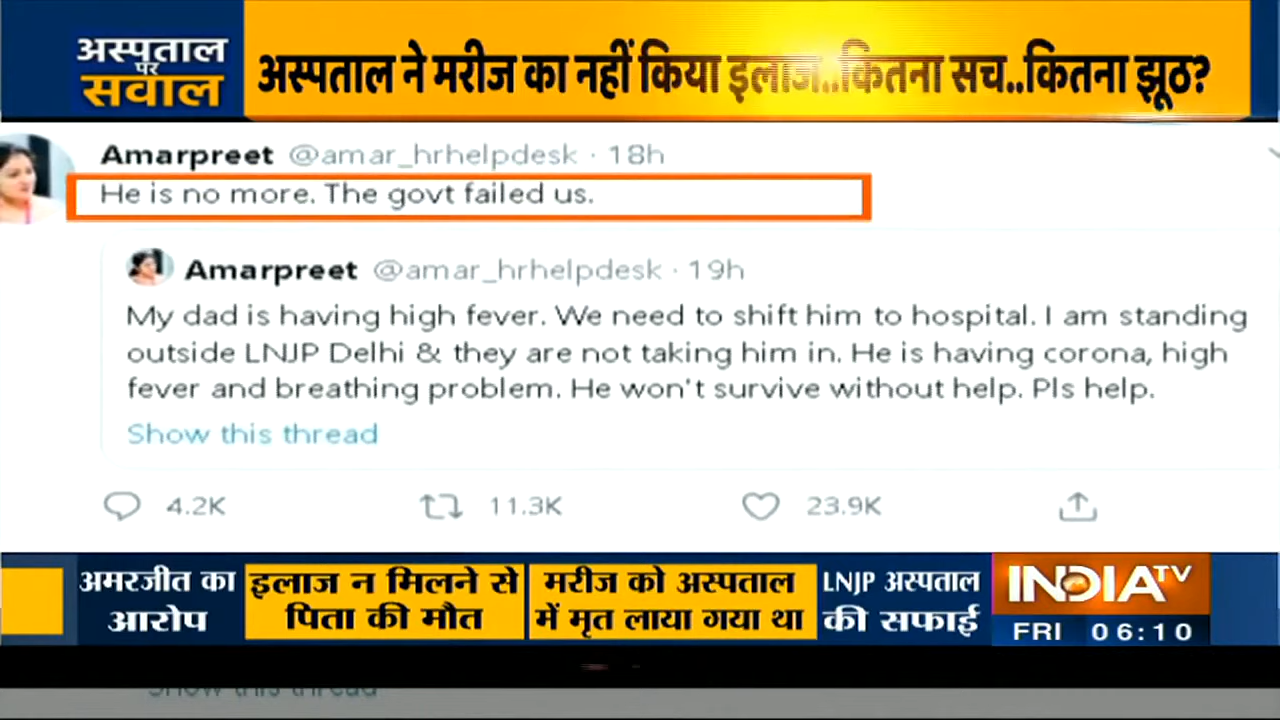 अस्पताल
पर
सवाल
अस्पताल ने मरीज का नहीं किया इलाज..कितना सच..कितना झूठ?
Amarpreet @amar_hrhelpdesk · 18h
He is no more. The govt failed us.
Amarpreet @amar_hrhelpdesk · 19h
My dad is having high fever. We need to shift him to hospital. I am standing
outside LNJP Delhi & they are not taking him in. He is having corona, high
fever and breathing problem. He won't survive without help. Pls help.
Show this thread
4.2K 11.3K 23.9K
अमरजीत का
आरोप
इलाज न मिलने से
पिता की मौत
मरीज को अस्पताल
में मृत लाया गया था
LNJP अस्पताल
की सफाई
INDIA TV
FRI 06:10
Show this thread